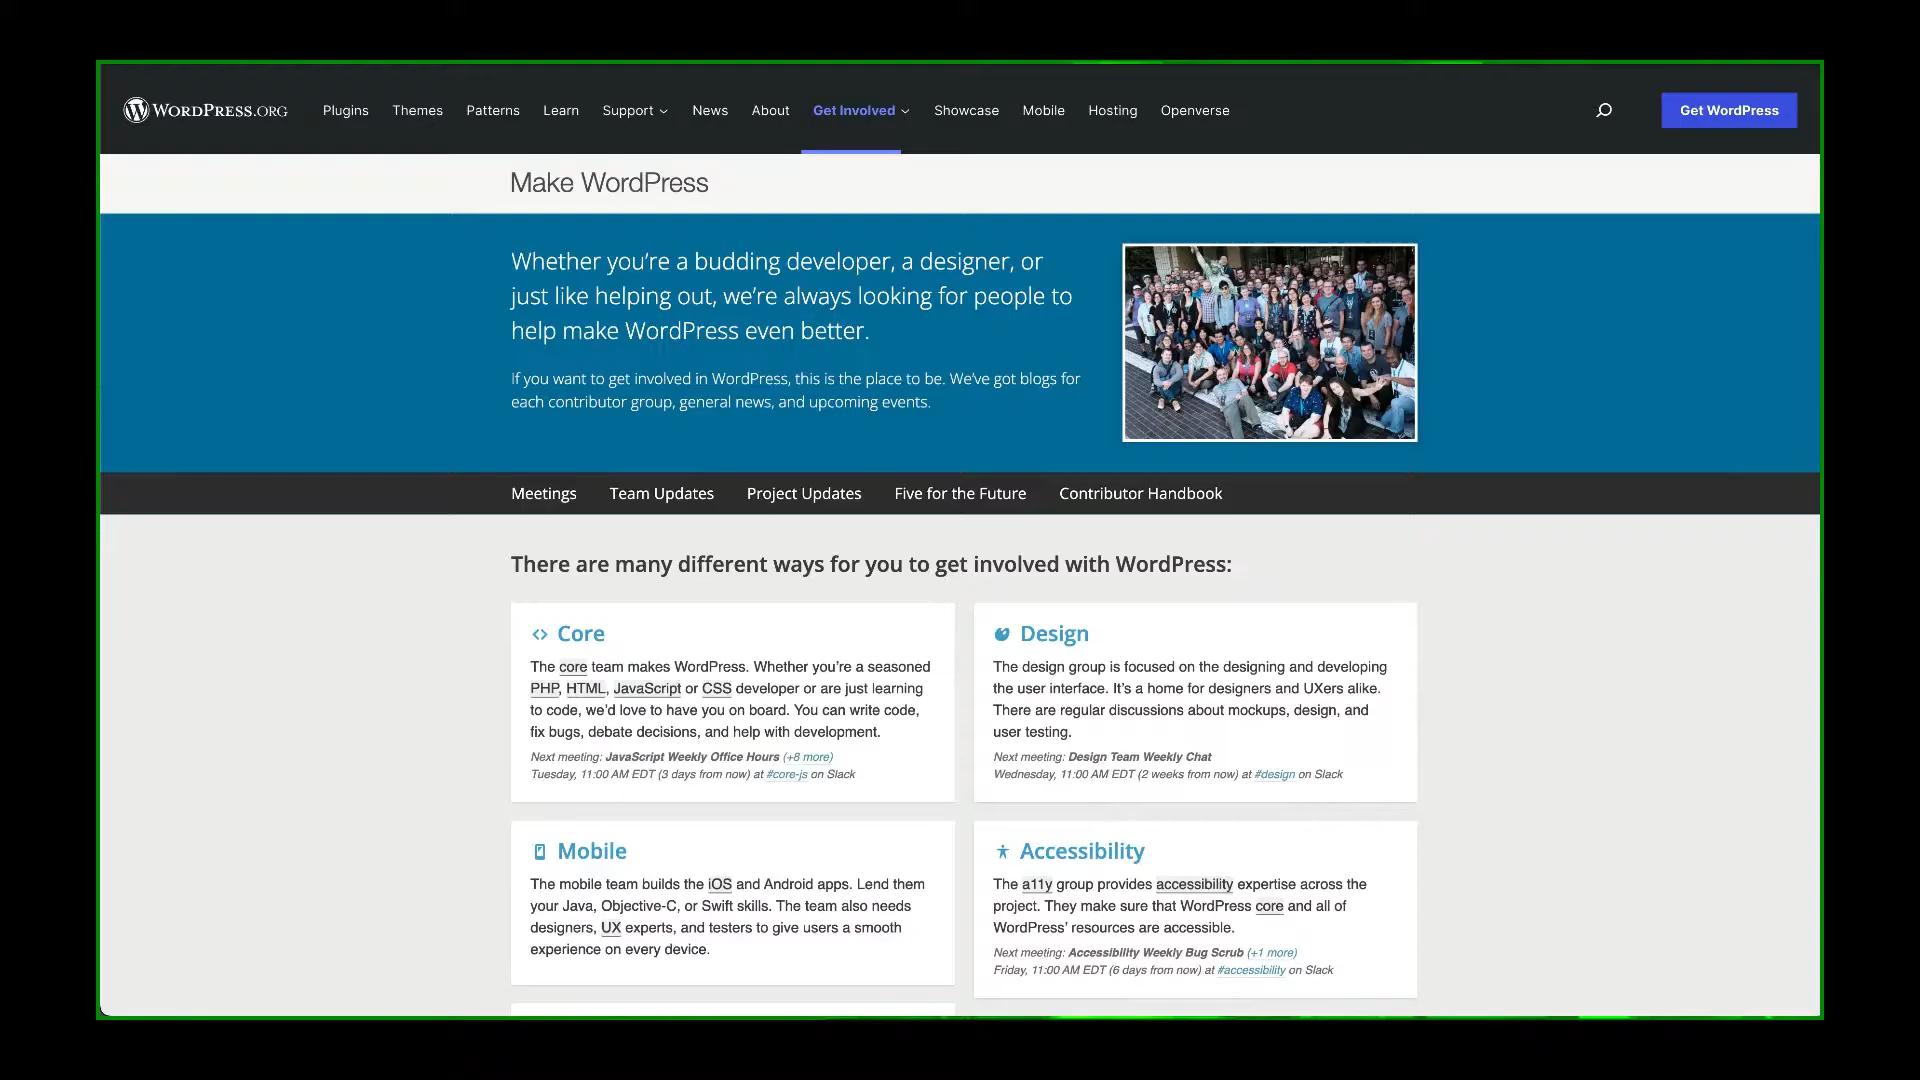 WORDPRESS.ORG Plugins Themes Patterns Learn Support News About Get Involved Showcase Mobile Hosting Openverse Get WordPress
Make WordPress
Whether you’re a budding developer, a designer, or
just like helping out, we’re always looking for people to
help make WordPress even better.
If you want to get involved in WordPress, this is the place to be. We’ve got blogs for
each contributor group, general news, and upcoming events.
Meetings Team Updates Project Updates Five for the Future Contributor Handbook
There are many different ways for you to get involved with WordPress:
Core
The core team makes WordPress. Whether you’re a seasoned
PHP, HTML, JavaScript or CSS developer or are just learning
to code, we’d love to have you on board. You can write code,
fix bugs, debate decisions, and help with development.
Next meeting: JavaScript Weekly Office Hours (+8 more)
Tuesday, 11:00 AM EDT (3 days from now) at #core-js on Slack
Design
The design group is focused on the designing and developing
the user interface. It’s a home for designers and UXers alike.
There are regular discussions about mockups, design, and
user testing.
Next meeting: Design Team Weekly Chat
Wednesday, 11:00 AM EDT (2 weeks from now) at #design on Slack
Mobile
The mobile team builds the iOS and Android apps. Lend them
your Java, Objective-C, or Swift skills. The team also needs
designers, UX experts, and testers to give users a smooth
experience on every device.
Accessibility
The a11y group provides accessibility expertise across the
project. They make sure that WordPress core and all of
WordPress’ resources are accessible.
Next meeting: Accessibility Weekly Bug Scrub (+1 more)
Friday, 11:00 AM EDT (6 days from now) at #accessibility on Slack